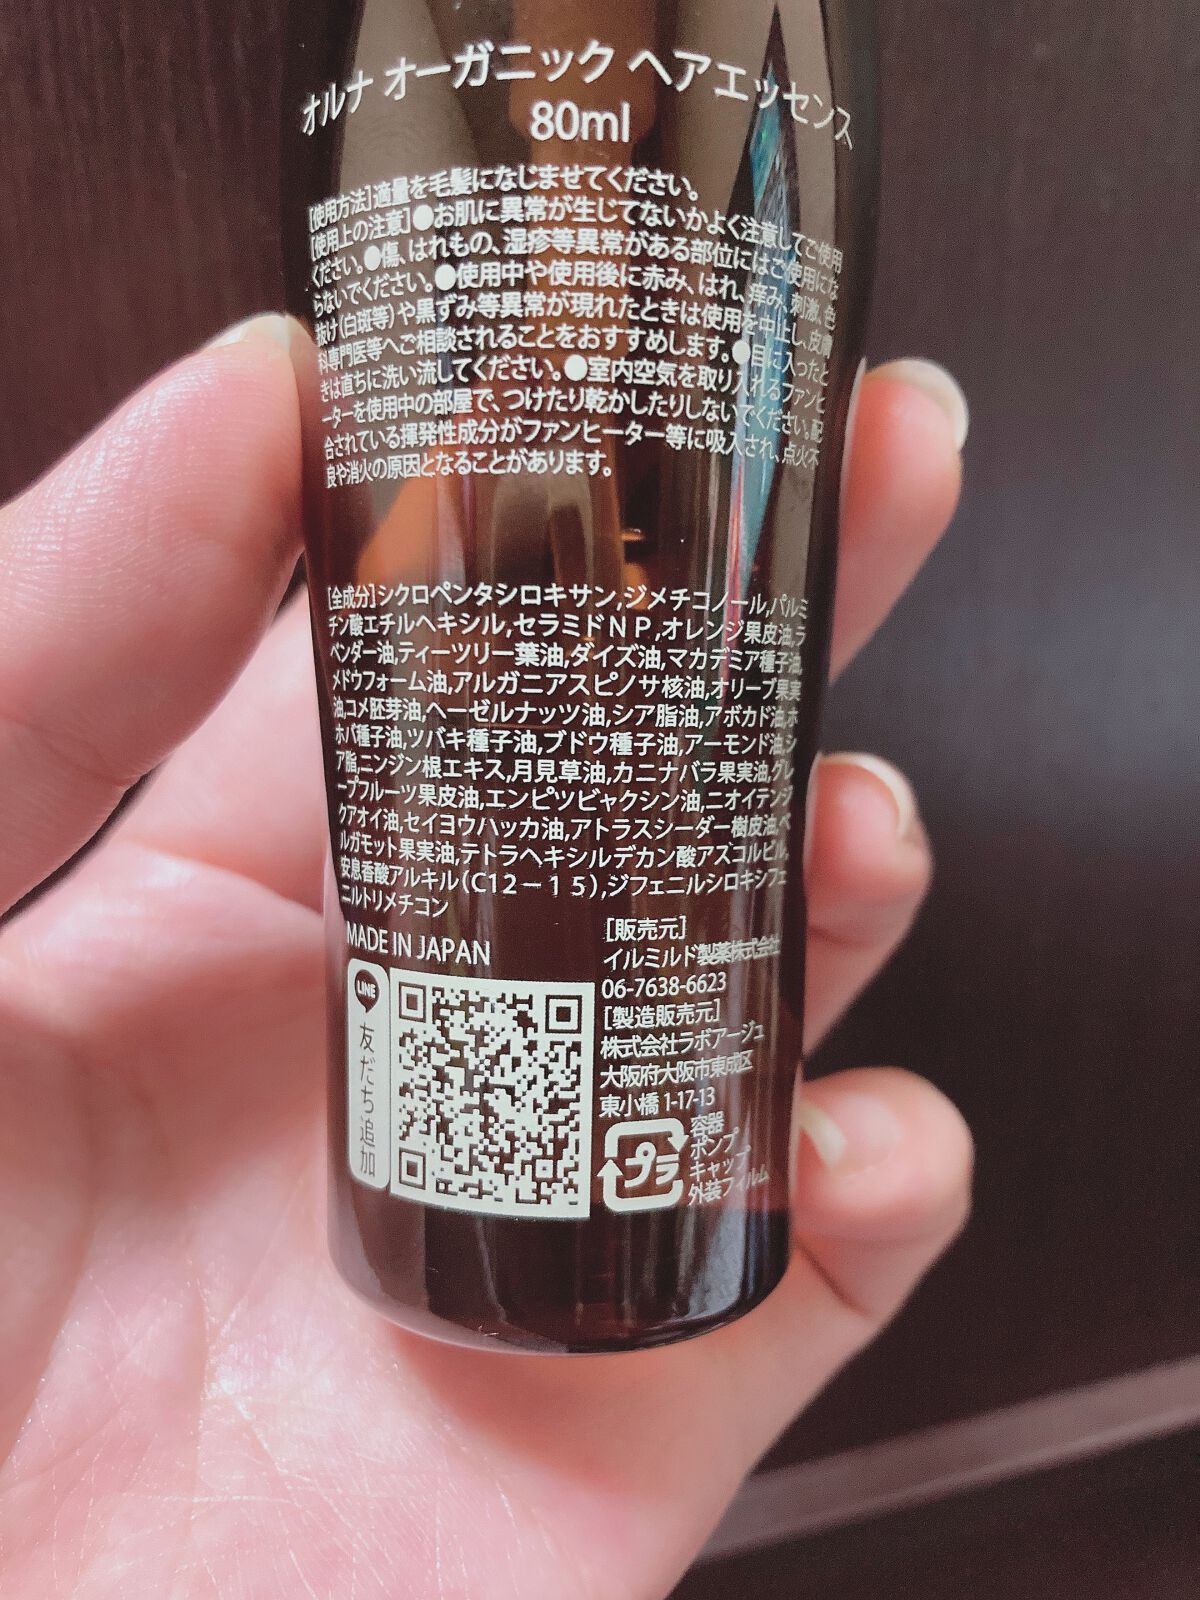 オルナ オーガニック ヘアエッセンス
80ml
[使用方法]適量を毛髪になじませてください。
[使用上の注意]●お肌に異常が生じてないかよく注意してご使用
ください。●傷、はれもの、湿疹等異常がある部位にはご使用にな
らないでください。●使用中や使用後に赤み、はれ、痒み、刺激、色
抜け(白斑等)や黒ずみ等異常が現れたときは使用を中止し、皮膚
科専門医等へご相談されることをおすすめします。●目に入ったと
きは直ちに洗い流してください。●室内空気を取り入れるファンヒ
ーターを使用中の部屋で、つけたり乾かしたりしないでください。配
合されている揮発性成分がファンヒーター等に吸入され、点火不
良や消火の原因となることがあります。
[全成分]シクロペンタシロキサン,ジメチコノール,パルミ
チン酸エチルヘキシル,セラミドNP,オレンジ果皮油,ラ
ベンダー油,ティーツリー葉油,ダイズ油,マカデミア種子油,
メドウフォーム油,アルガニアスピノサ核油,オリーブ果実
油,コメ胚芽油,ヘーゼルナッツ油,シア脂油,アボカド油,ホ
ホバ種子油,ツバキ種子油,ブドウ種子油,アーモンド油,シ
ア脂,ニンジン根エキス,月見草油,カニナバラ果実油,グレ
ープフルーツ果皮油,エンピツビャクシン油,ニオイテンジ
クアオイ油,セイヨウハッカ油,アトラスシーダー樹皮油,ベ
ルガモット果実油,テトラヘキシルデカン酸アスコルビル,
安息香酸アルキル(C12-15),ジフェニルシロキシフェ
ニルトリメチコン
MADE IN JAPAN
LINE
友だち追加
[販売元]
イルミルド製薬株式会社
06-7638-6623
[製造販売元]
株式会社ラボアージュ
大阪府大阪市東成区
東小橋 1-17-13
プラ
容器
ポンプ
キャップ
外装フィルム